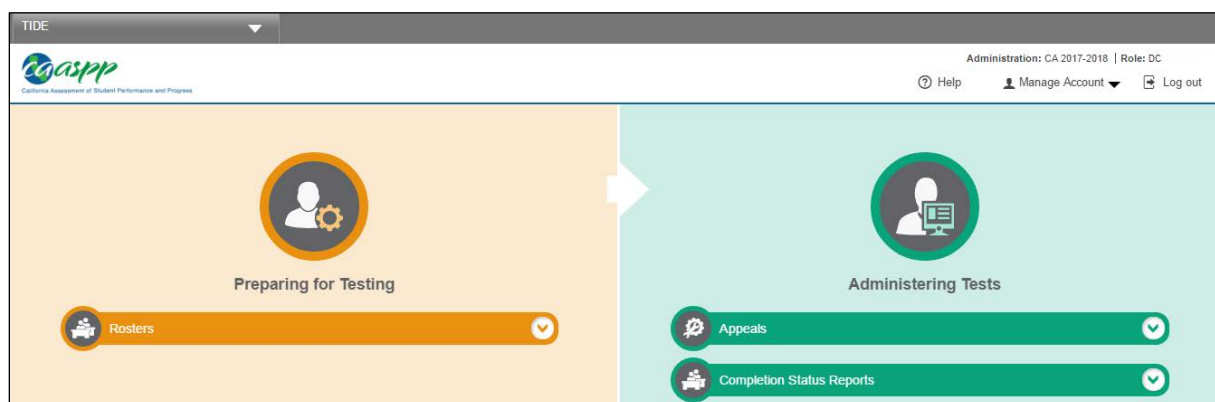 TIDE
Administration: CA 2017-2018 | Role: DC
caaspp
California Assessment of Student Performance and Progress
Help Manage Account Log out
Preparing for Testing
Rosters
Administering Tests
Appeals
Completion Status Reports